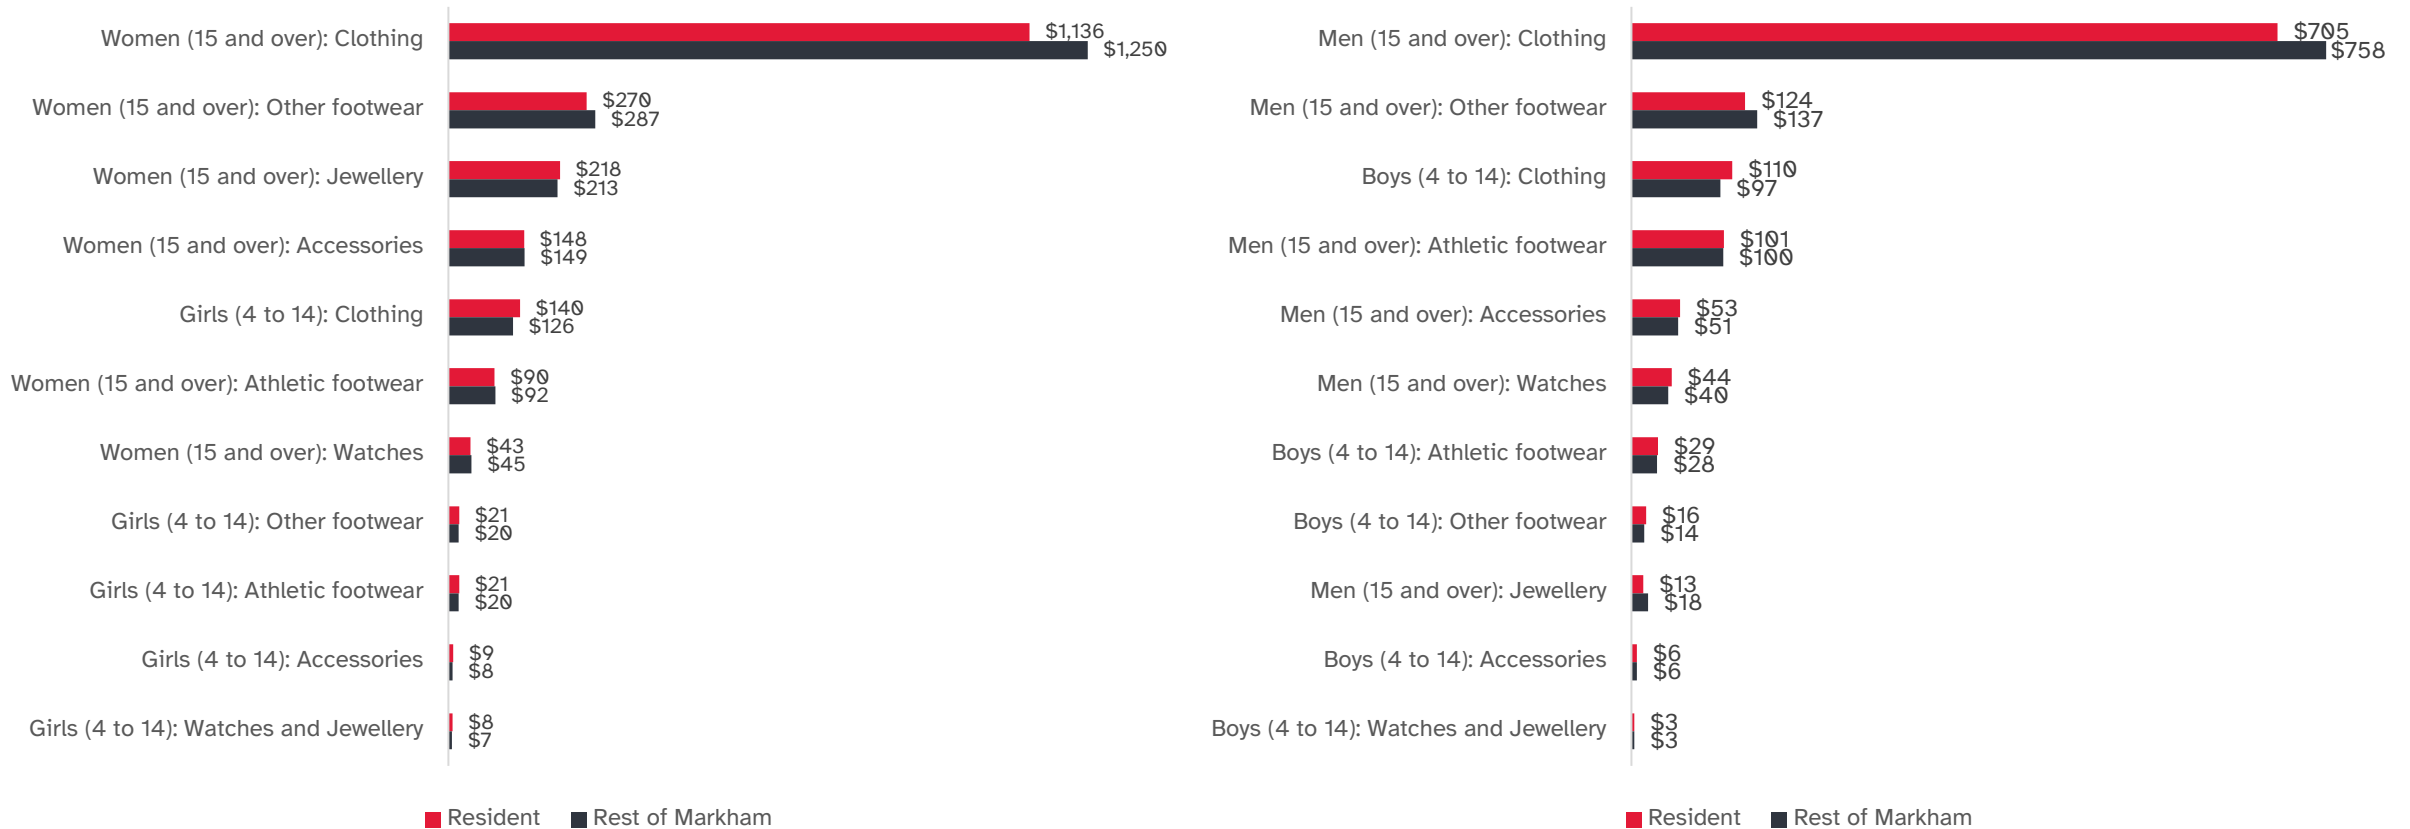 Women (15 and over): Clothing
$1,136
$1,250
Women (15 and over): Other footwear
$270
$287
Women (15 and over): Jewellery
$218
$213
Women (15 and over): Accessories
$148
$149
Girls (4 to 14): Clothing
$140
$126
Women (15 and over): Athletic footwear
$90
$92
Women (15 and over): Watches
$43
$45
Girls (4 to 14): Other footwear
$21
$20
Girls (4 to 14): Athletic footwear
$21
$20
Girls (4 to 14): Accessories
$9
$8
Girls (4 to 14): Watches and Jewellery
$8
$7
Resident
Rest of Markham
Men (15 and over): Clothing
$705
$758
Men (15 and over): Other footwear
$124
$137
Boys (4 to 14): Clothing
$110
$97
Men (15 and over): Athletic footwear
$101
$100
Men (15 and over): Accessories
$53
$51
Men (15 and over): Watches
$44
$40
Boys (4 to 14): Athletic footwear
$29
$28
Boys (4 to 14): Other footwear
$16
$14
Men (15 and over): Jewellery
$13
$18
Boys (4 to 14): Accessories
$6
$6
Boys (4 to 14): Watches and Jewellery
$3
$3
Resident
Rest of Markham